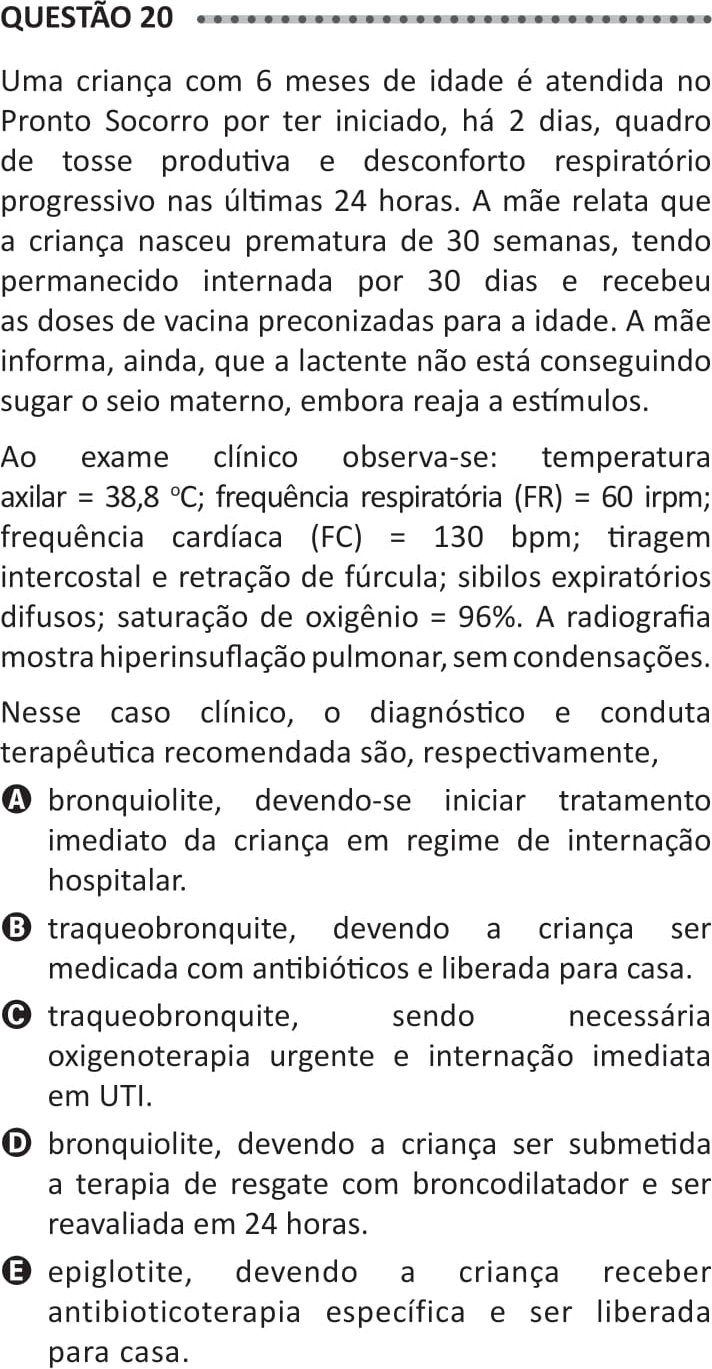 QUESTÃO 20
Uma criança com 6 meses de idade é atendida no
Pronto Socorro por ter iniciado, há 2 dias, quadro
de tosse produtiva e desconforto respiratório
progressivo nas últimas 24 horas. A mãe relata que
a criança nasceu prematura de 30 semanas, tendo
permanecido internada por 30 dias e recebeu
as doses de vacina preconizadas para a idade. A mãe
informa, ainda, que a lactente não está conseguindo
sugar o seio materno, embora reaja a estímulos.
Ao exame clínico observa-se: temperatura
axilar = 38,8 ºC; frequência respiratória (FR) = 60 irpm;
frequência cardíaca (FC) = 130 bpm; tiragem
intercostal e retração de fúrcula; sibilos expiratórios
difusos; saturação de oxigênio = 96%. A radiografia
mostra hiperinsuflação pulmonar, sem condensações.
Nesse caso clínico, o diagnóstico e conduta
terapêutica recomendada são, respectivamente,
A bronquiolite, devendo-se iniciar tratamento
imediato da criança em regime de internação
hospitalar.
B traqueobronquite, devendo a criança ser
medicada com antibióticos e liberada para casa.
C traqueobronquite, sendo necessária
oxigenoterapia urgente e internação imediata
em UTI.
D bronquiolite, devendo a criança ser submetida
a terapia de resgate com broncodilatador e ser
reavaliada em 24 horas.
E epiglotite, devendo a criança receber
antibioticoterapia específica e ser liberada
para casa.